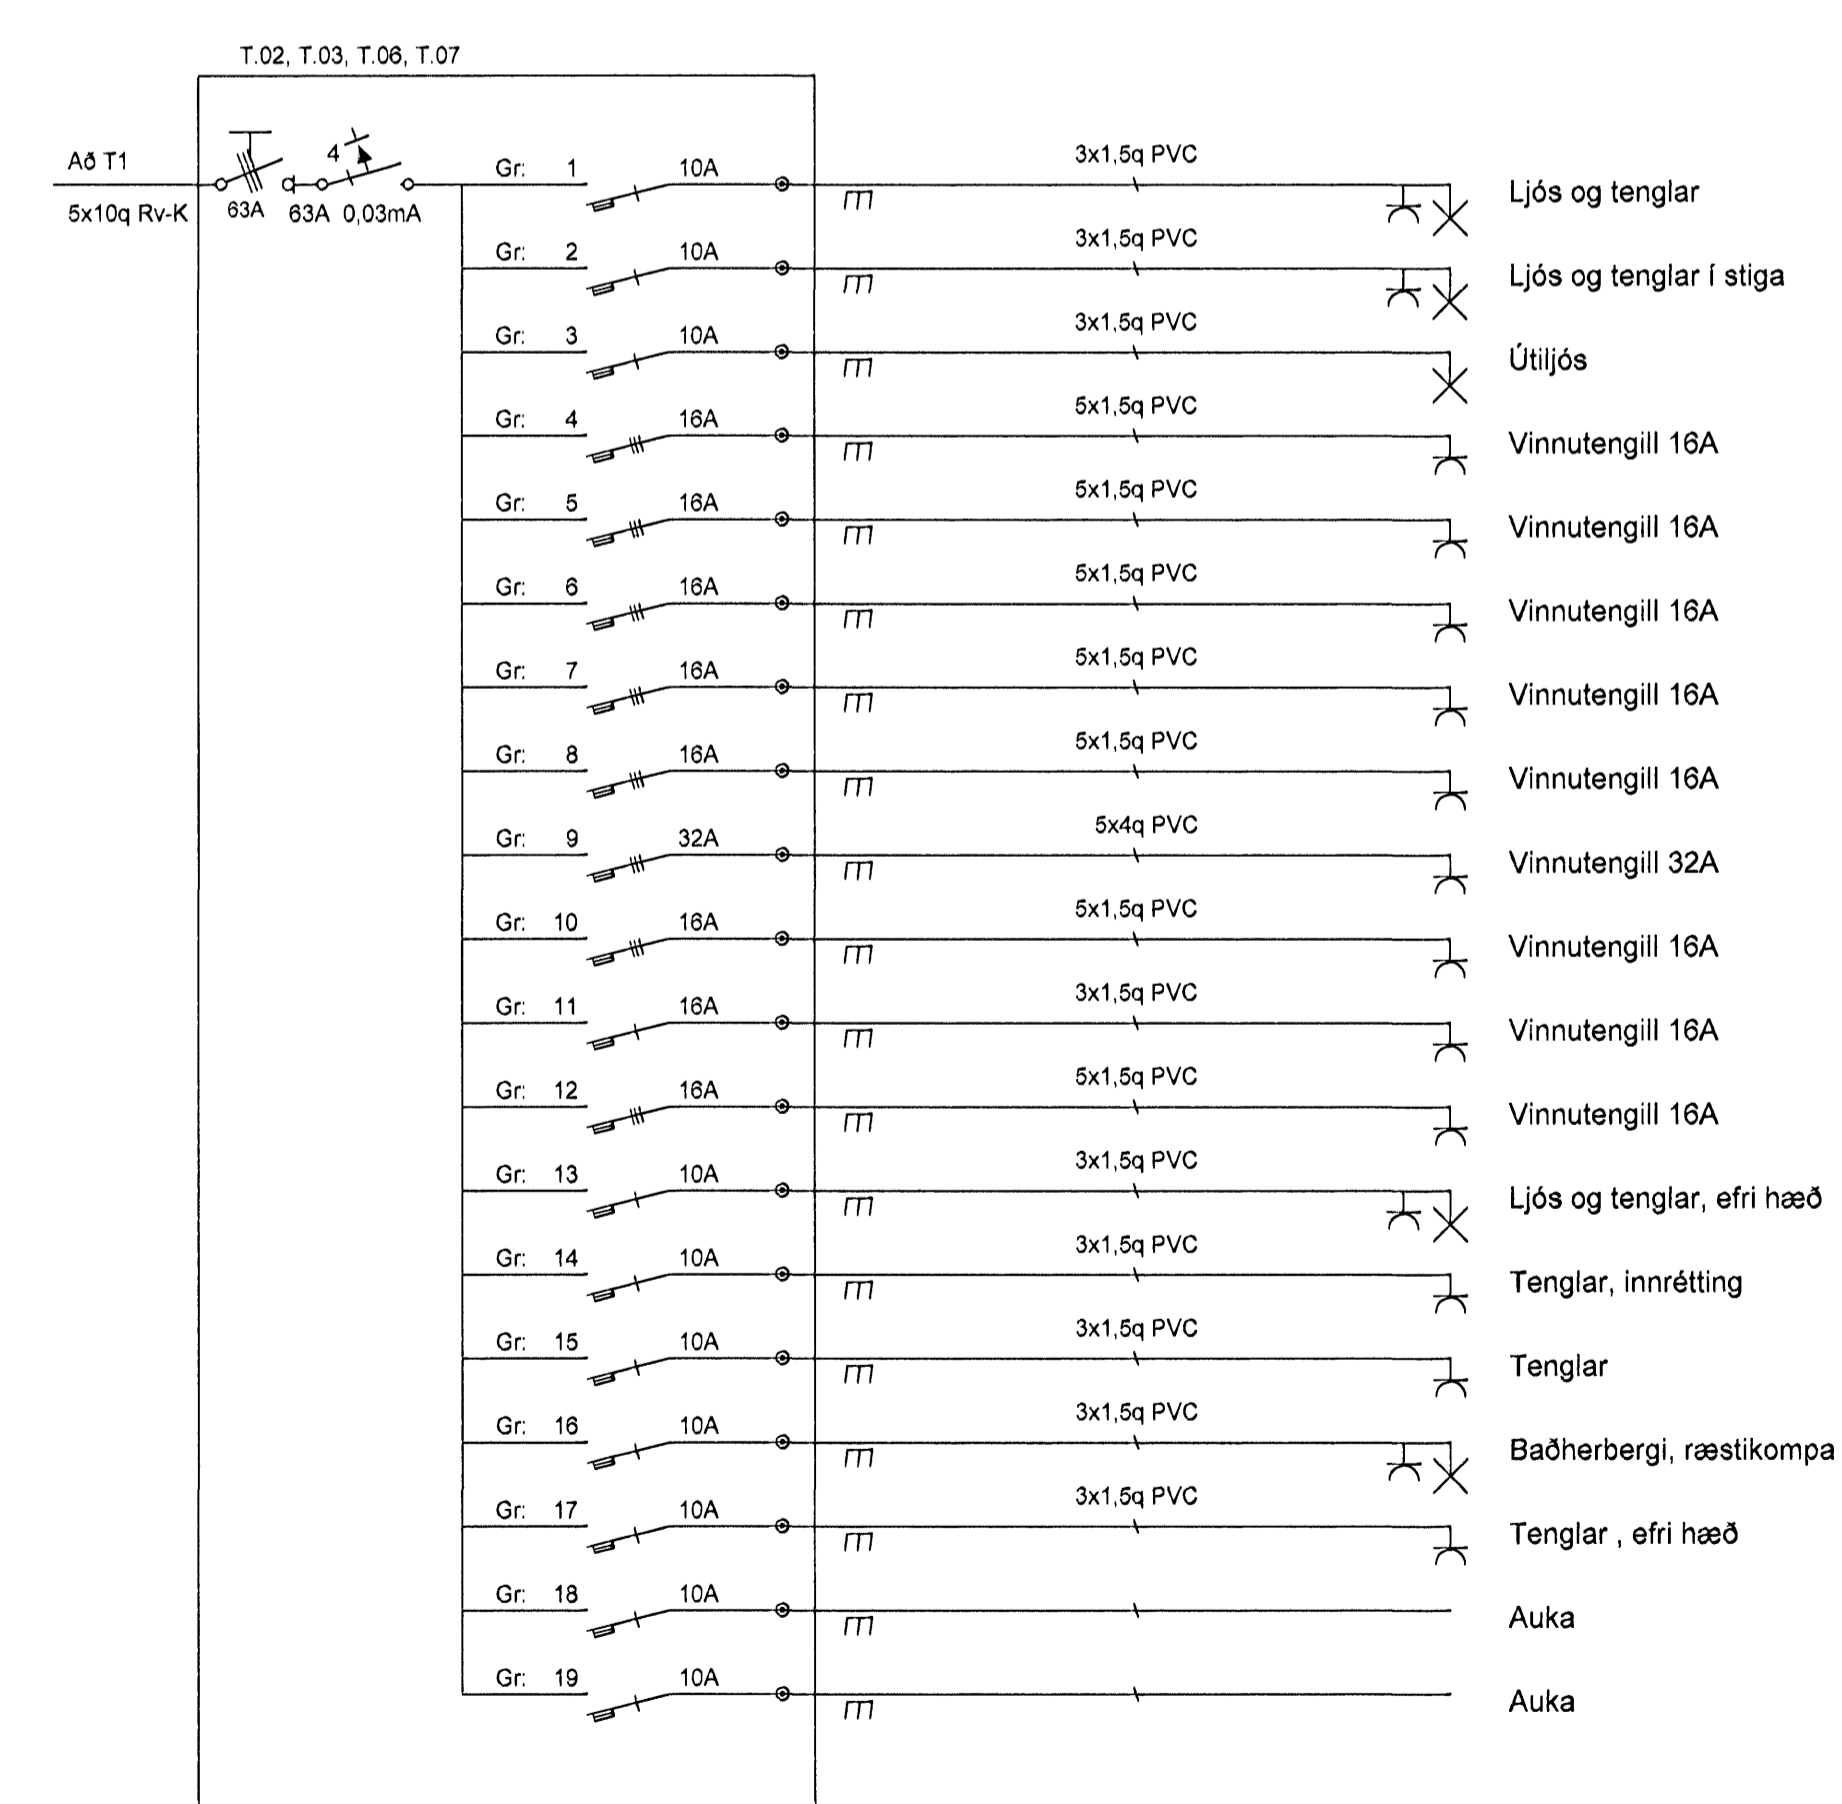 T.02, T.03, T.06, T.07
Að T1
5x10q Rv-K
63A
4
63A 0,03mA
Gr: 1 10A 3x1,5q PVC Ljós og tenglar
Gr: 2 10A 3x1,5q PVC Ljós og tenglar í stiga
Gr: 3 10A 3x1,5q PVC Útiljós
Gr: 4 16A 5x1,5q PVC Vinnutengill 16A
Gr: 5 16A 5x1,5q PVC Vinnutengill 16A
Gr: 6 16A 5x1,5q PVC Vinnutengill 16A
Gr: 7 16A 5x1,5q PVC Vinnutengill 16A
Gr: 8 16A 5x1,5q PVC Vinnutengill 16A
Gr: 9 32A 5x4q PVC Vinnutengill 32A
Gr: 10 16A 5x1,5q PVC Vinnutengill 16A
Gr: 11 16A 3x1,5q PVC Vinnutengill 16A
Gr: 12 16A 5x1,5q PVC Vinnutengill 16A
Gr: 13 10A 3x1,5q PVC Ljós og tenglar, efri hæð
Gr: 14 10A 3x1,5q PVC Tenglar, innrétting
Gr: 15 10A 3x1,5q PVC Tenglar
Gr: 16 10A 3x1,5q PVC Baðherbergi, ræstikompa
Gr: 17 10A 3x1,5q PVC Tenglar , efri hæð
Gr: 18 10A Auka
Gr: 19 10A Auka